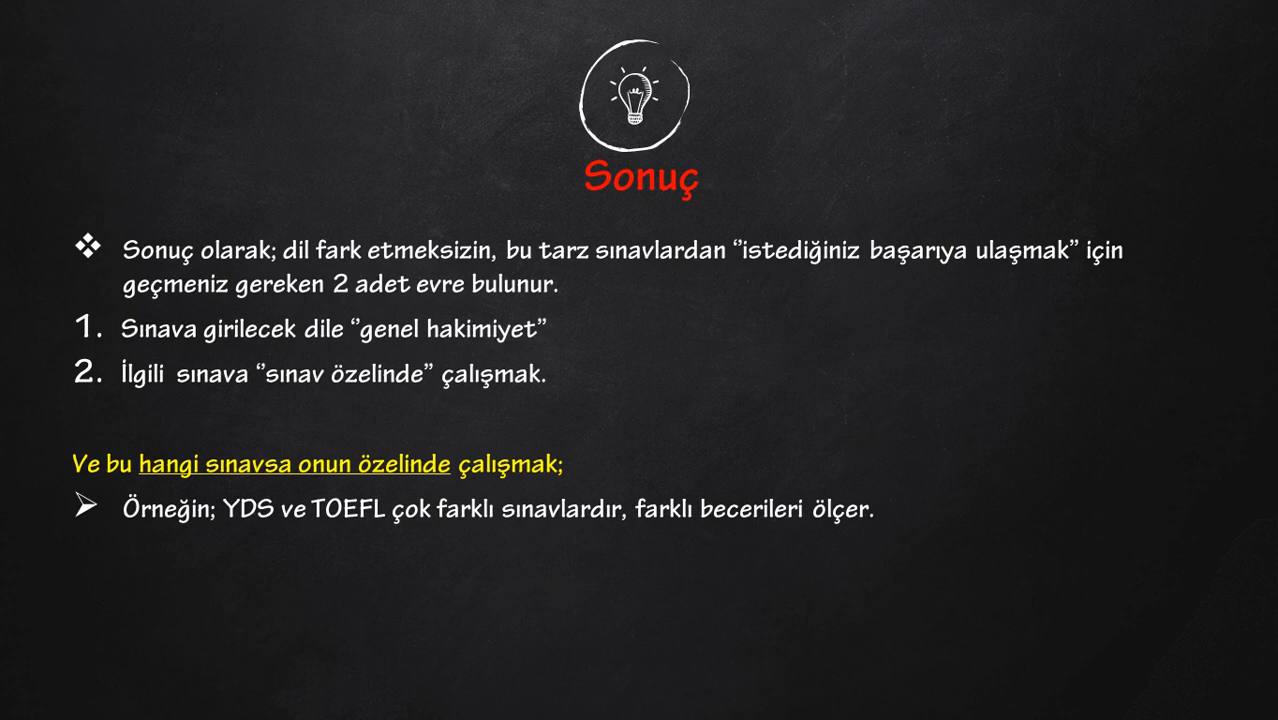 Sonuç
❖ Sonuç olarak; dil fark etmeksizin, bu tarz sınavlardan ‘’istediğiniz başarıya ulaşmak’’ için
geçmeniz gereken 2 adet evre bulunur.
1. Sınava girilecek dile ‘’genel hakimiyet’’
2. İlgili sınava ‘’sınav özelinde’’ çalışmak.
Ve bu hangi sınavsa onun özelinde çalışmak;
➢ Örneğin; YDS ve TOEFL çok farklı sınavlardır, farklı becerileri ölçer.